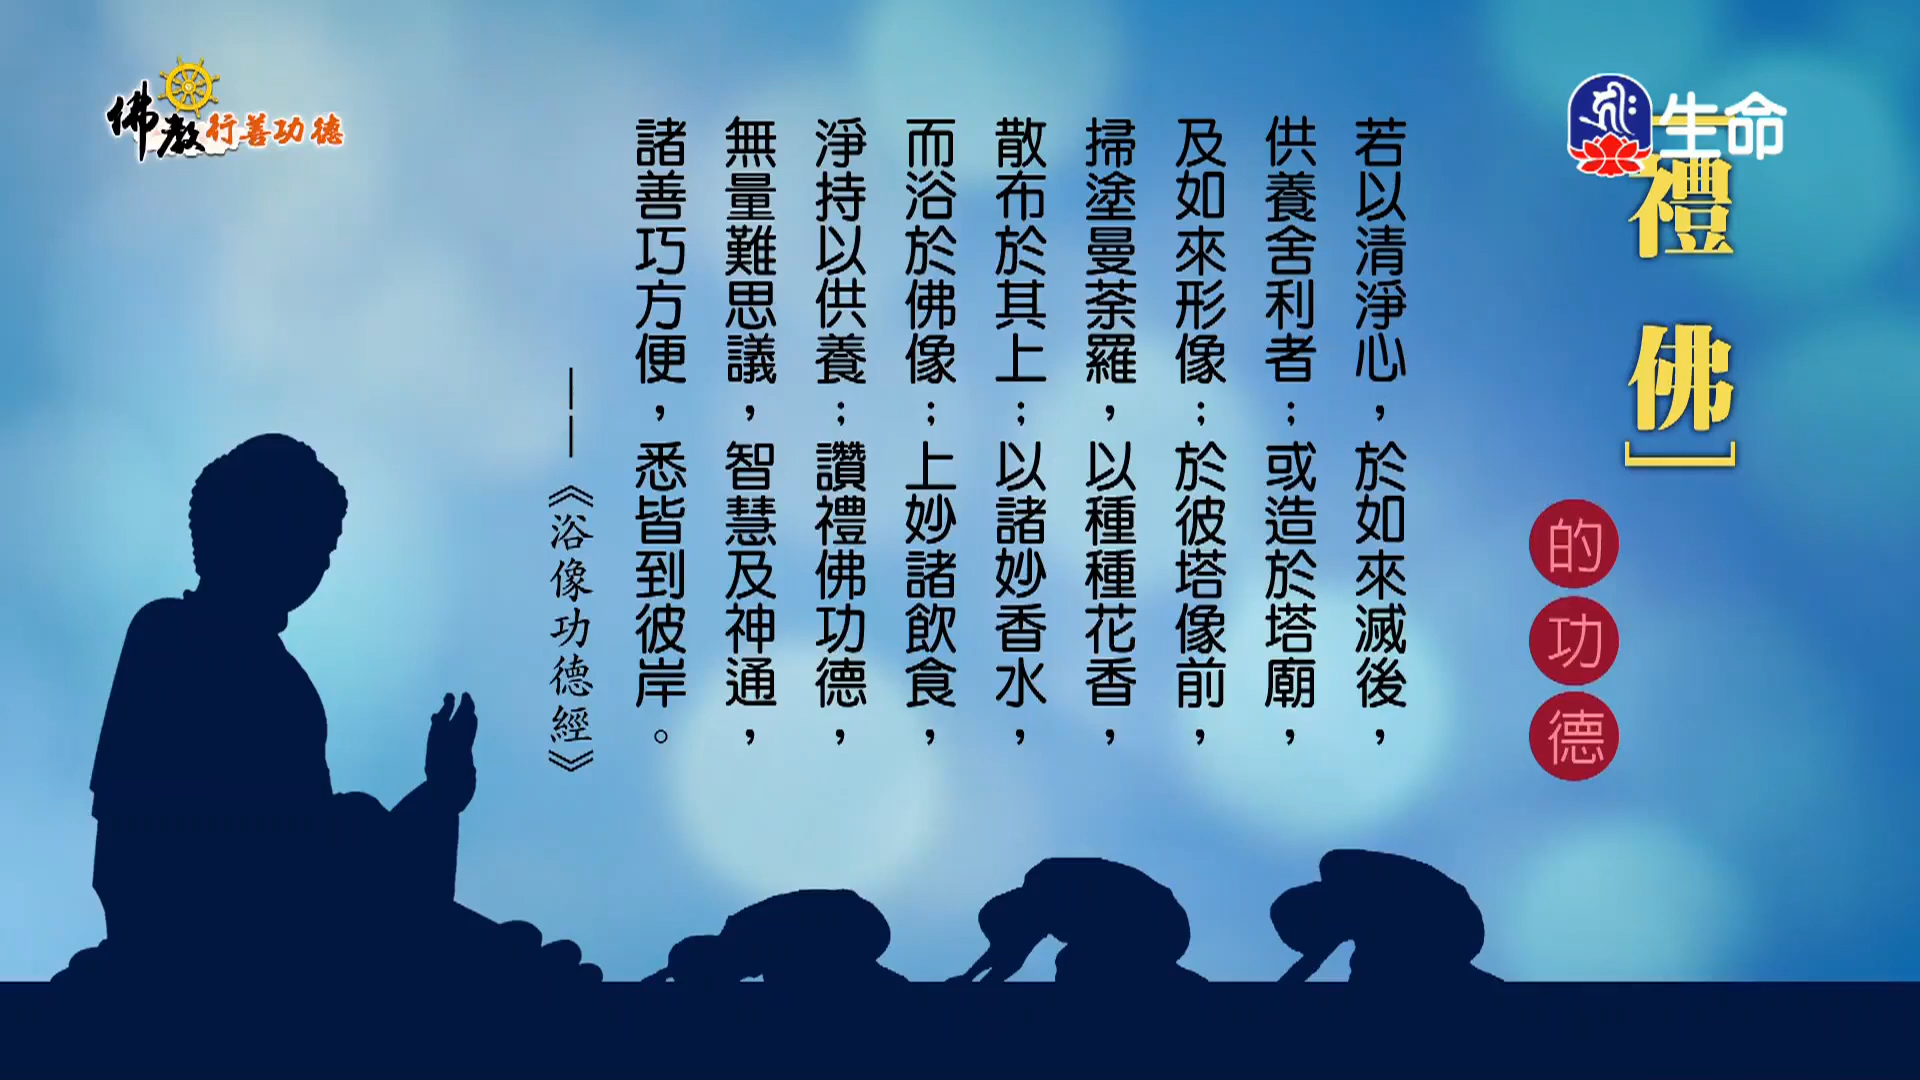 佛教行善功德
生命
「禮佛」
的功德
若以清淨心，於如來滅後，
供養舍利者；或造於塔廟，
及如來形像；於彼塔像前，
掃塗曼荼羅，以種種花香，
散布於其上；以諸妙香水，
而浴於佛像；上妙諸飲食，
淨持以供養；讚禮佛功德，
無量難思議，智慧及神通，
諸善巧方便，悉皆到彼岸。
——《浴像功德經》